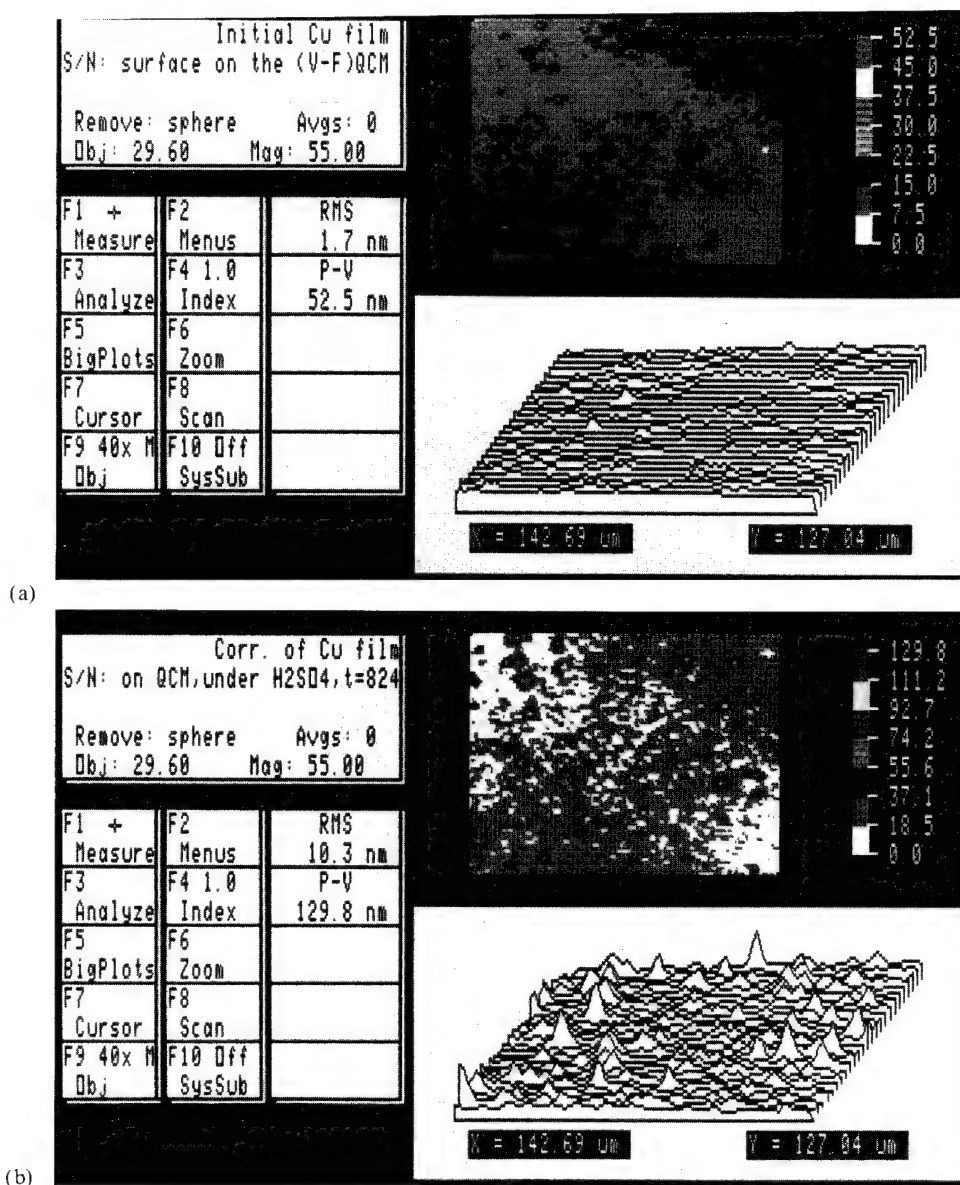 Initial Cu film
S/N: surface on the (V-F)QCM
Remove: sphere Avgs: 0
Obj: 29.60 Mag: 55.00
F1 + Measure
F2 Menus
RMS 1.7 nm
F3 Analyze
F4 1.0 Index
P-V 52.5 nm
F5 BigPlots
F6 Zoom
F7 Cursor
F8 Scan
F9 40x M Obj
F10 Off SysSub
52.5
45.0
37.5
30.0
22.5
15.0
7.5
0.0
X = 142.69 um Y = 127.04 um
(a)
Corr. of Cu film
S/N: on QCM,under H2SO4,t=824
Remove: sphere Avgs: 0
Obj: 29.60 Mag: 55.00
F1 + Measure
F2 Menus
RMS 10.3 nm
F3 Analyze
F4 1.0 Index
P-V 129.8 nm
F5 BigPlots
F6 Zoom
F7 Cursor
F8 Scan
F9 40x M Obj
F10 Off SysSub
129.8
111.2
92.7
74.2
55.6
37.1
18.5
0.0
X = 142.69 um Y = 127.04 um
(b)